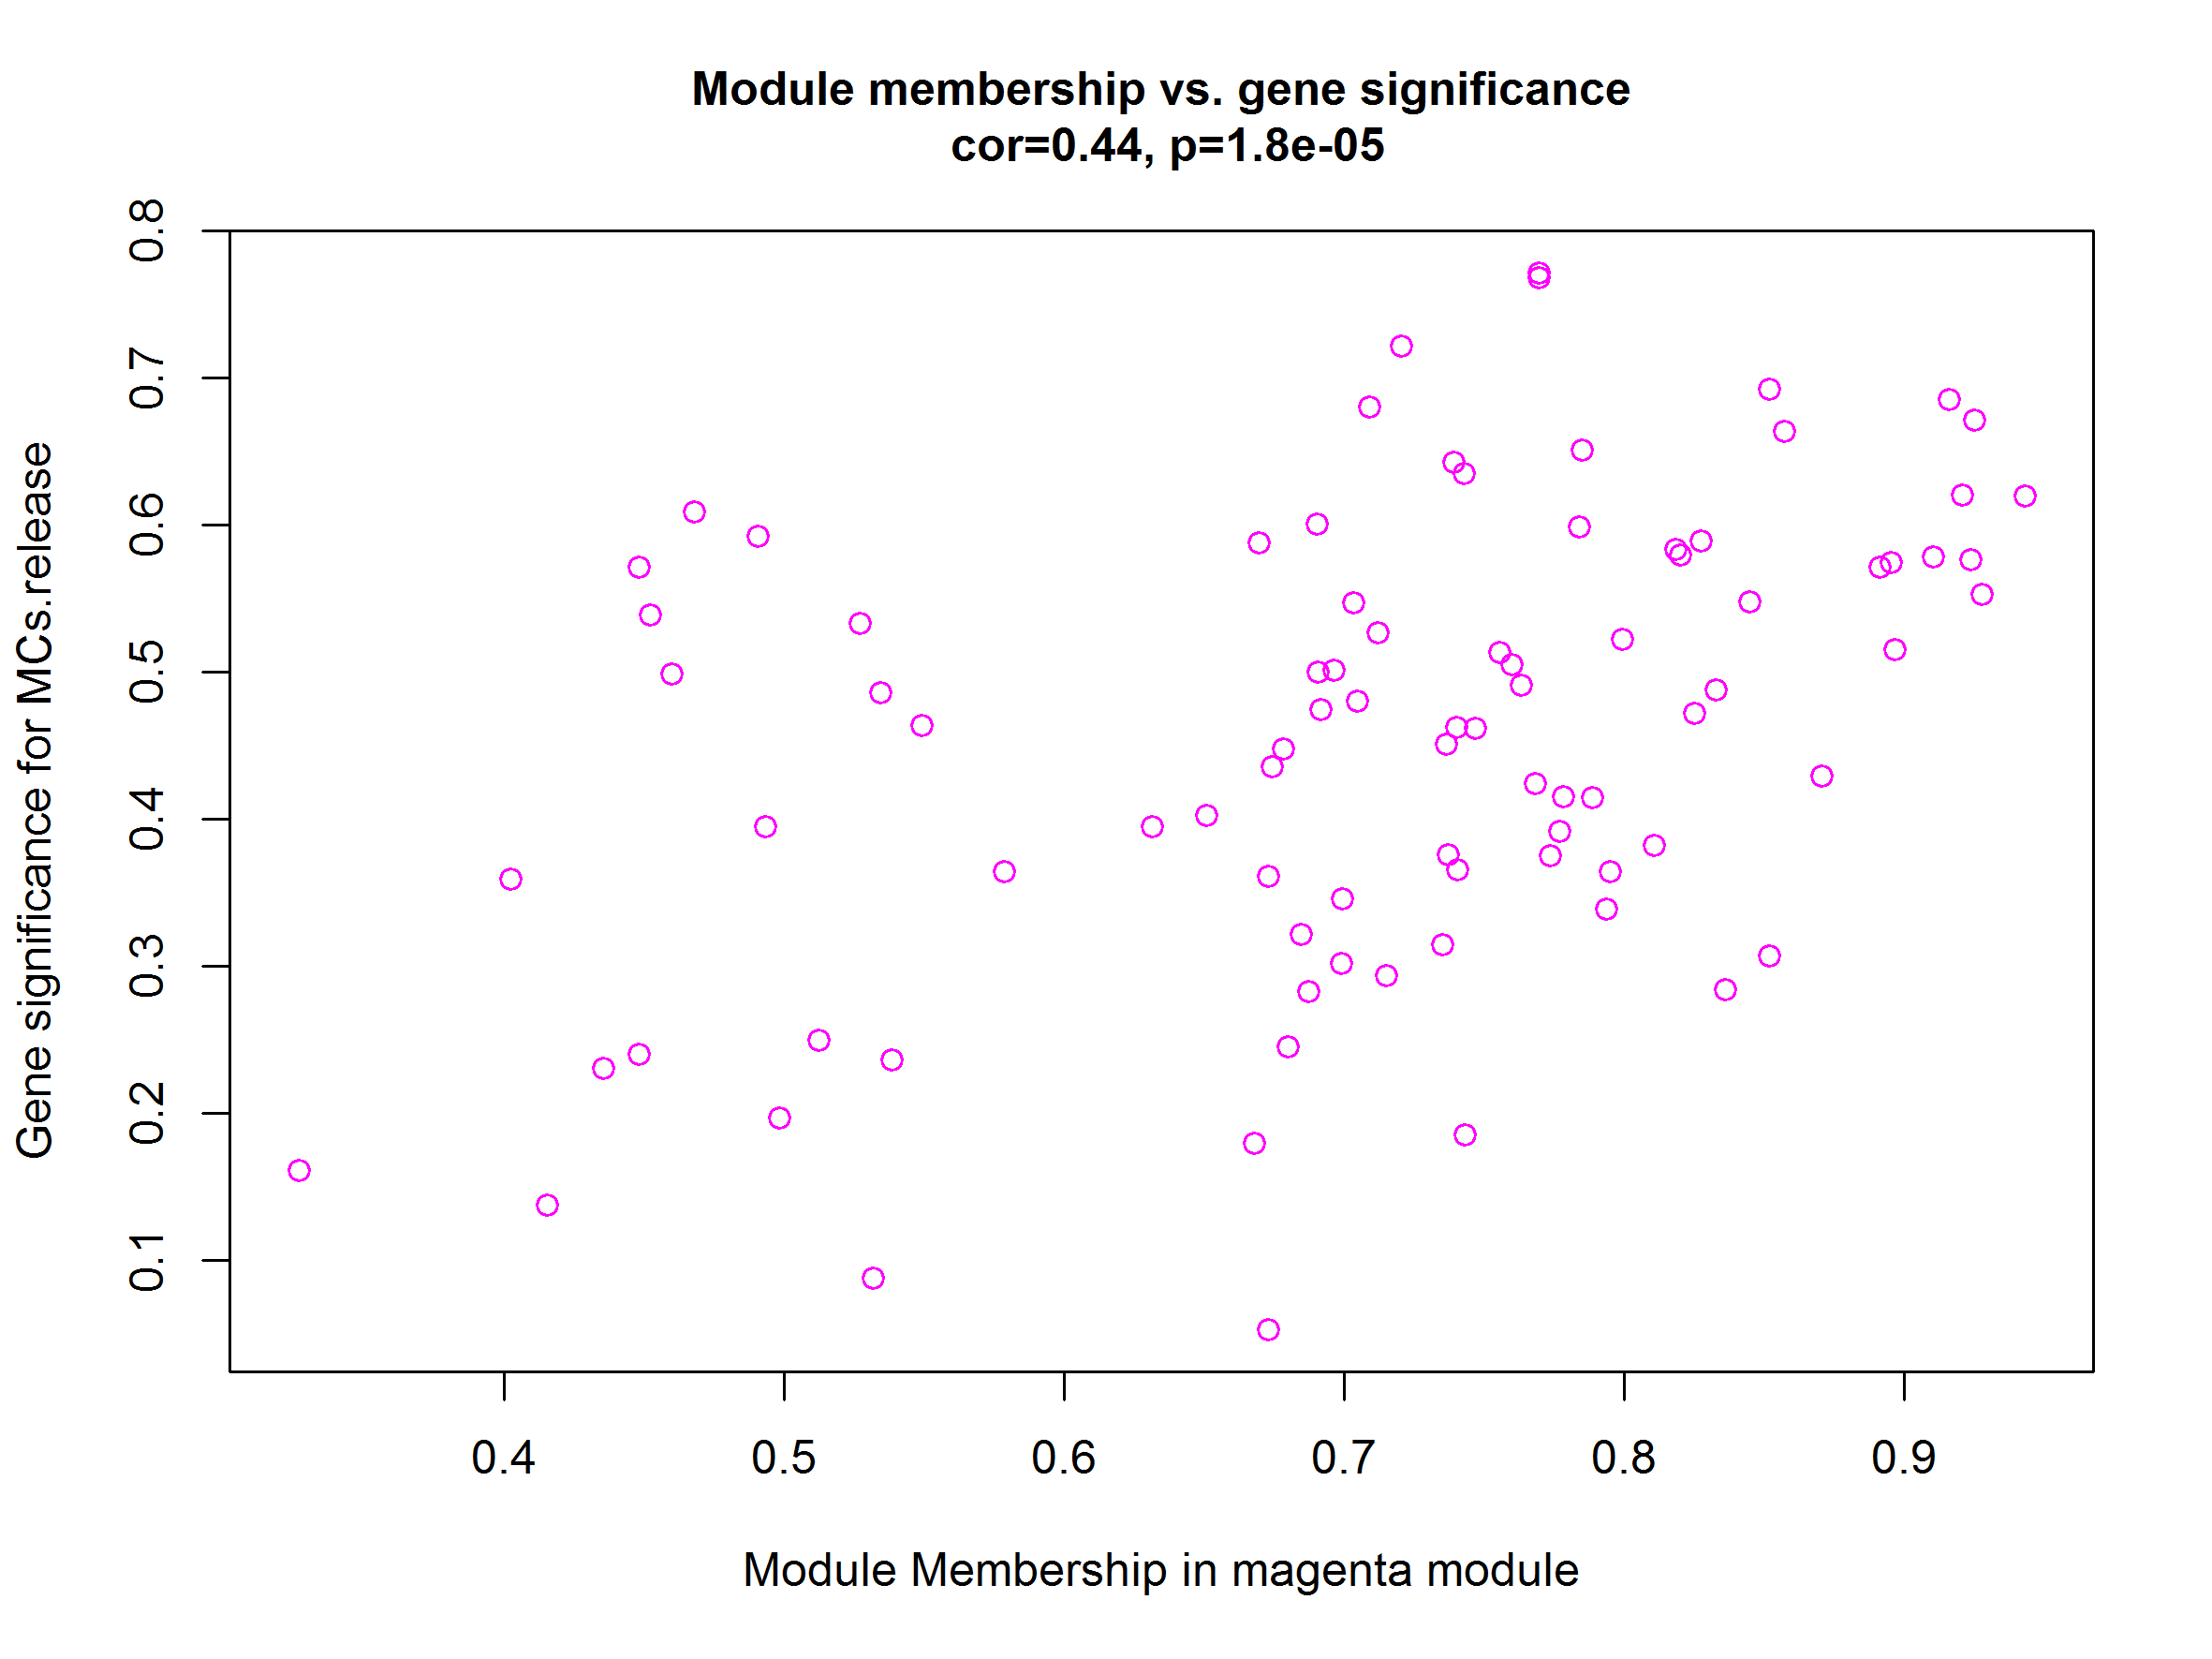 Module membership vs. gene significance
cor=0.44, p=1.8e-05
Gene significance for MCs.release
0.8
0.7
0.6
0.5
0.4
0.3
0.2
0.1
0.4 0.5 0.6 0.7 0.8 0.9
Module Membership in magenta module